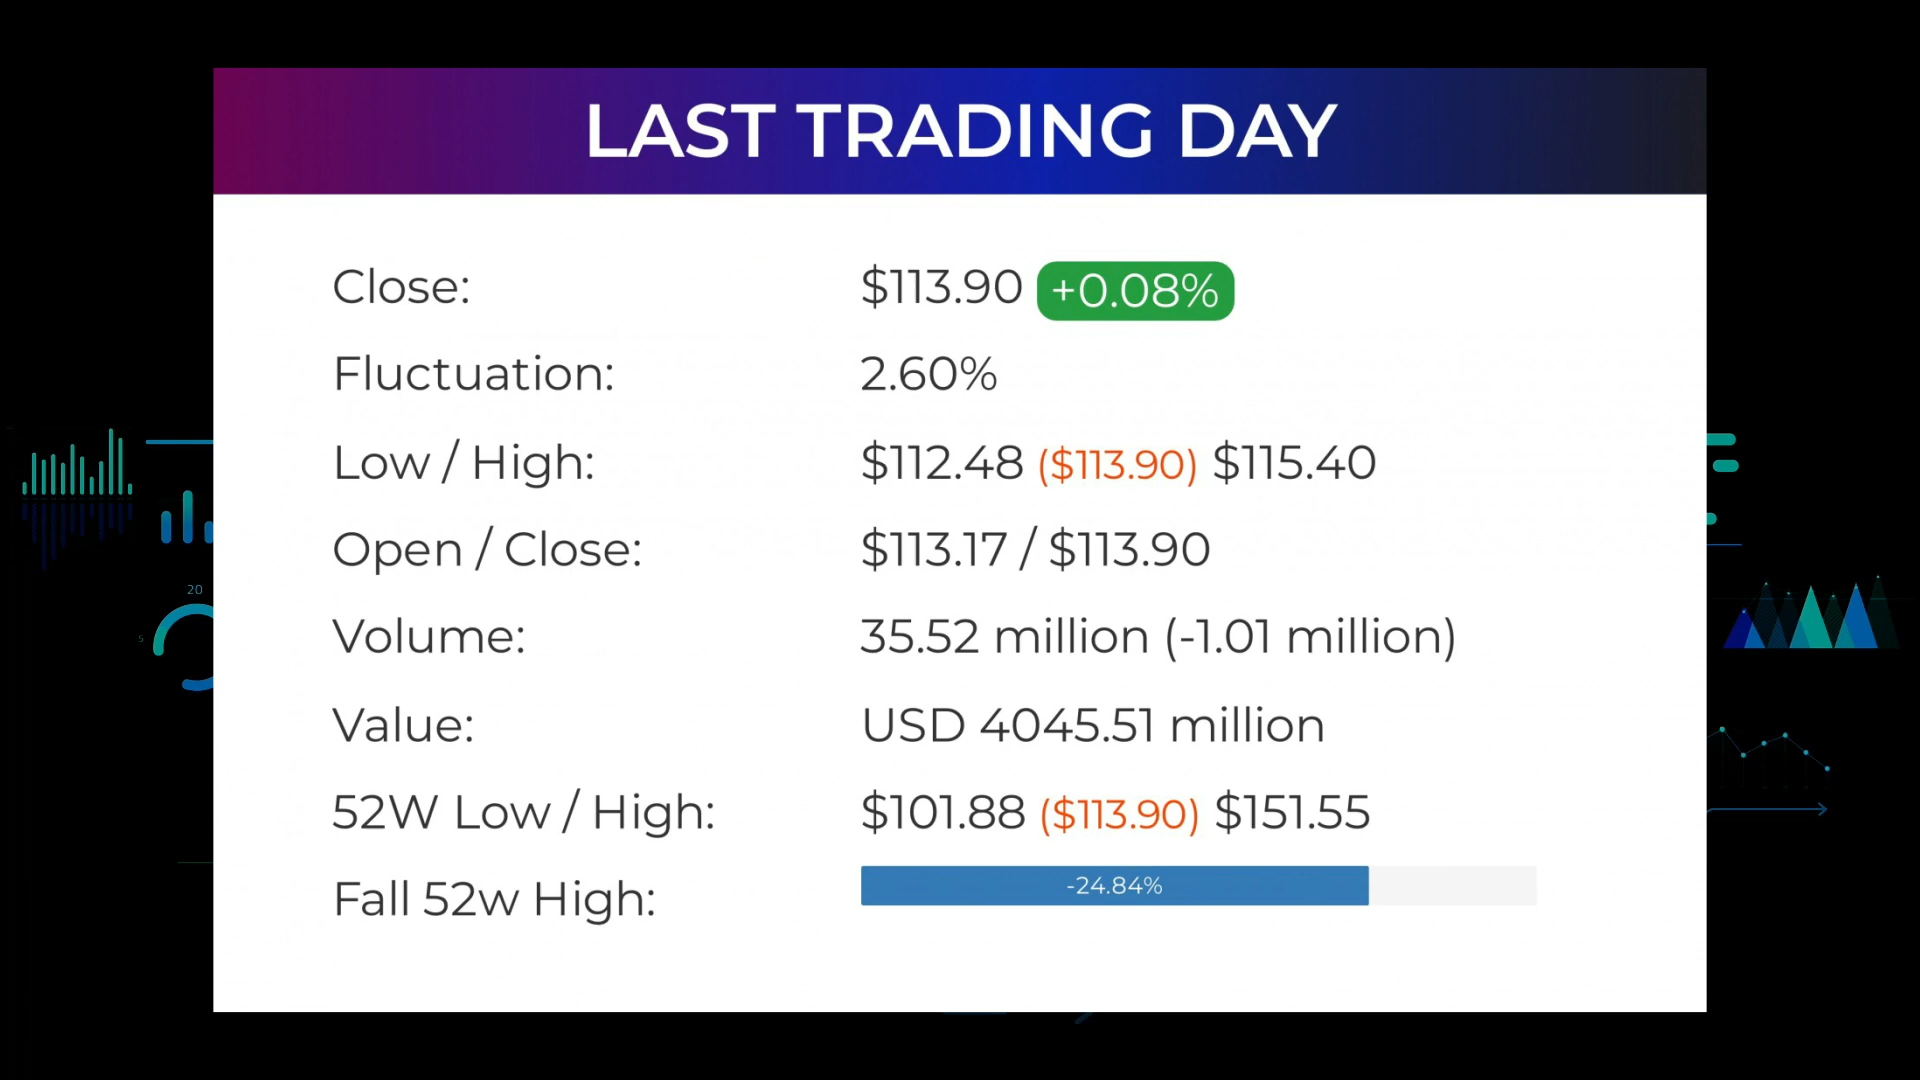 LAST TRADING DAY
Close: $113.90 +0.08%
Fluctuation: 2.60%
Low / High: $112.48 ($113.90) $115.40
Open / Close: $113.17 / $113.90
Volume: 35.52 million (-1.01 million)
Value: USD 4045.51 million
52W Low / High: $101.88 ($113.90) $151.55
Fall 52w High: -24.84%
20
5